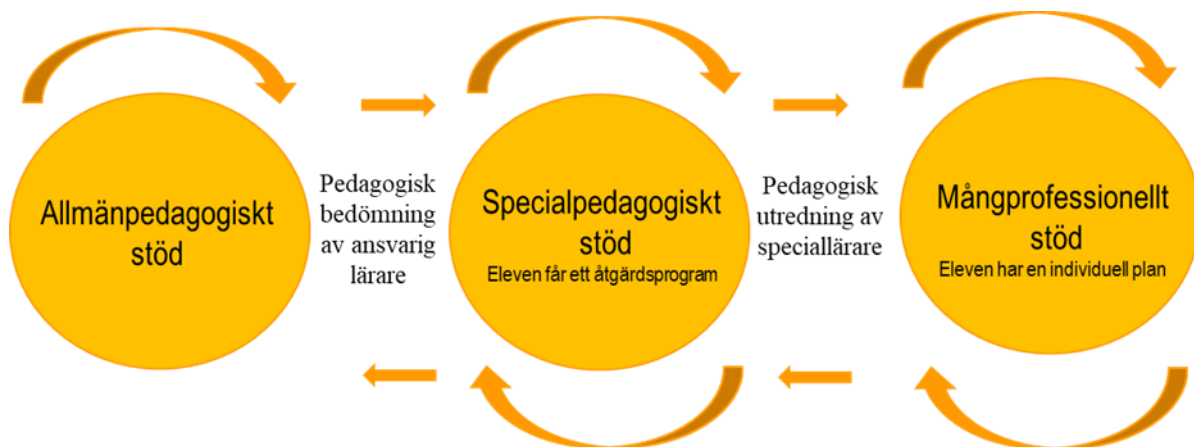 Allmänpedagogiskt
stöd
Pedagogisk
bedömning
av ansvarig
lärare
Specialpedagogiskt
stöd
Eleven får ett åtgärdsprogram
Pedagogisk
utredning av
speciallärare
Mångprofessionellt
stöd
Eleven har en individuell plan